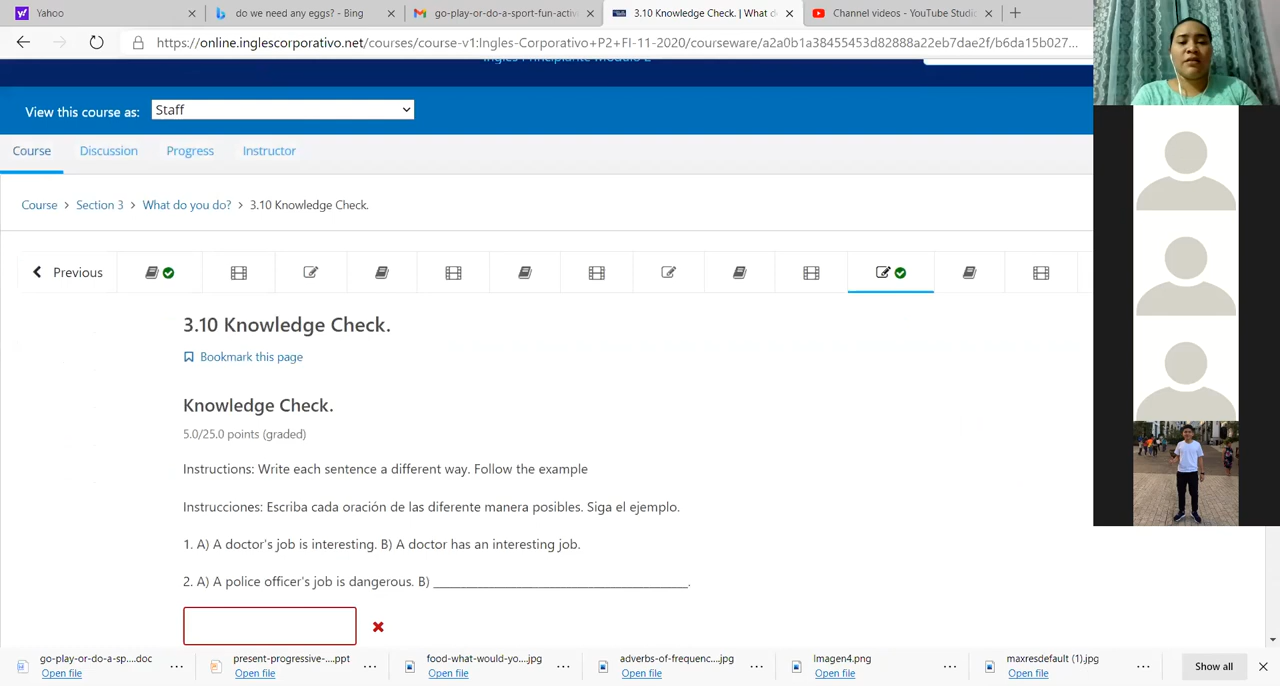 Yahoo
do we need any eggs? - Bing
go-play-or-do-a-sport-fun-activi
3.10 Knowledge Check. | What d
Channel videos - YouTube Studi
https://online.inglescorporativo.net/courses/course-v1:Ingles-Corporativo+P2+FI-11-2020/courseware/a2a0b1a38455453d82888a22eb7dae2f/b6da15b027...
View this course as:
Staff
Course
Discussion
Progress
Instructor
Course > Section 3 > What do you do? > 3.10 Knowledge Check.
Previous
3.10 Knowledge Check.
Bookmark this page
Knowledge Check.
5.0/25.0 points (graded)
Instructions: Write each sentence a different way. Follow the example
Instrucciones: Escriba cada oración de las diferente manera posibles. Siga el ejemplo.
1. A) A doctor's job is interesting. B) A doctor has an interesting job.
2. A) A police officer's job is dangerous. B) ______________________________________.
go-play-or-do-a-sp....doc
Open file
present-progressive-....ppt
Open file
food-what-would-yo....jpg
Open file
adverbs-of-frequenc....jpg
Open file
Imagen4.png
Open file
maxresdefault (1).jpg
Open file
Show all